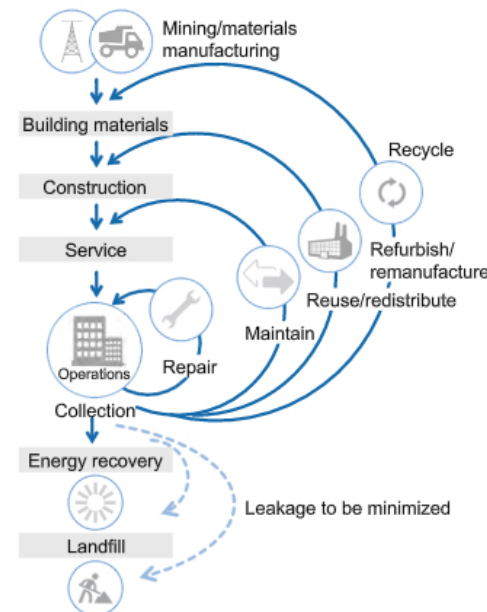 Mining/materials
manufacturing
Building materials
Recycle
Construction
Service
Refurbish/
remanufacture
Reuse/redistribute
Maintain
Repair
Operations
Collection
Energy recovery
Leakage to be minimized
Landfill